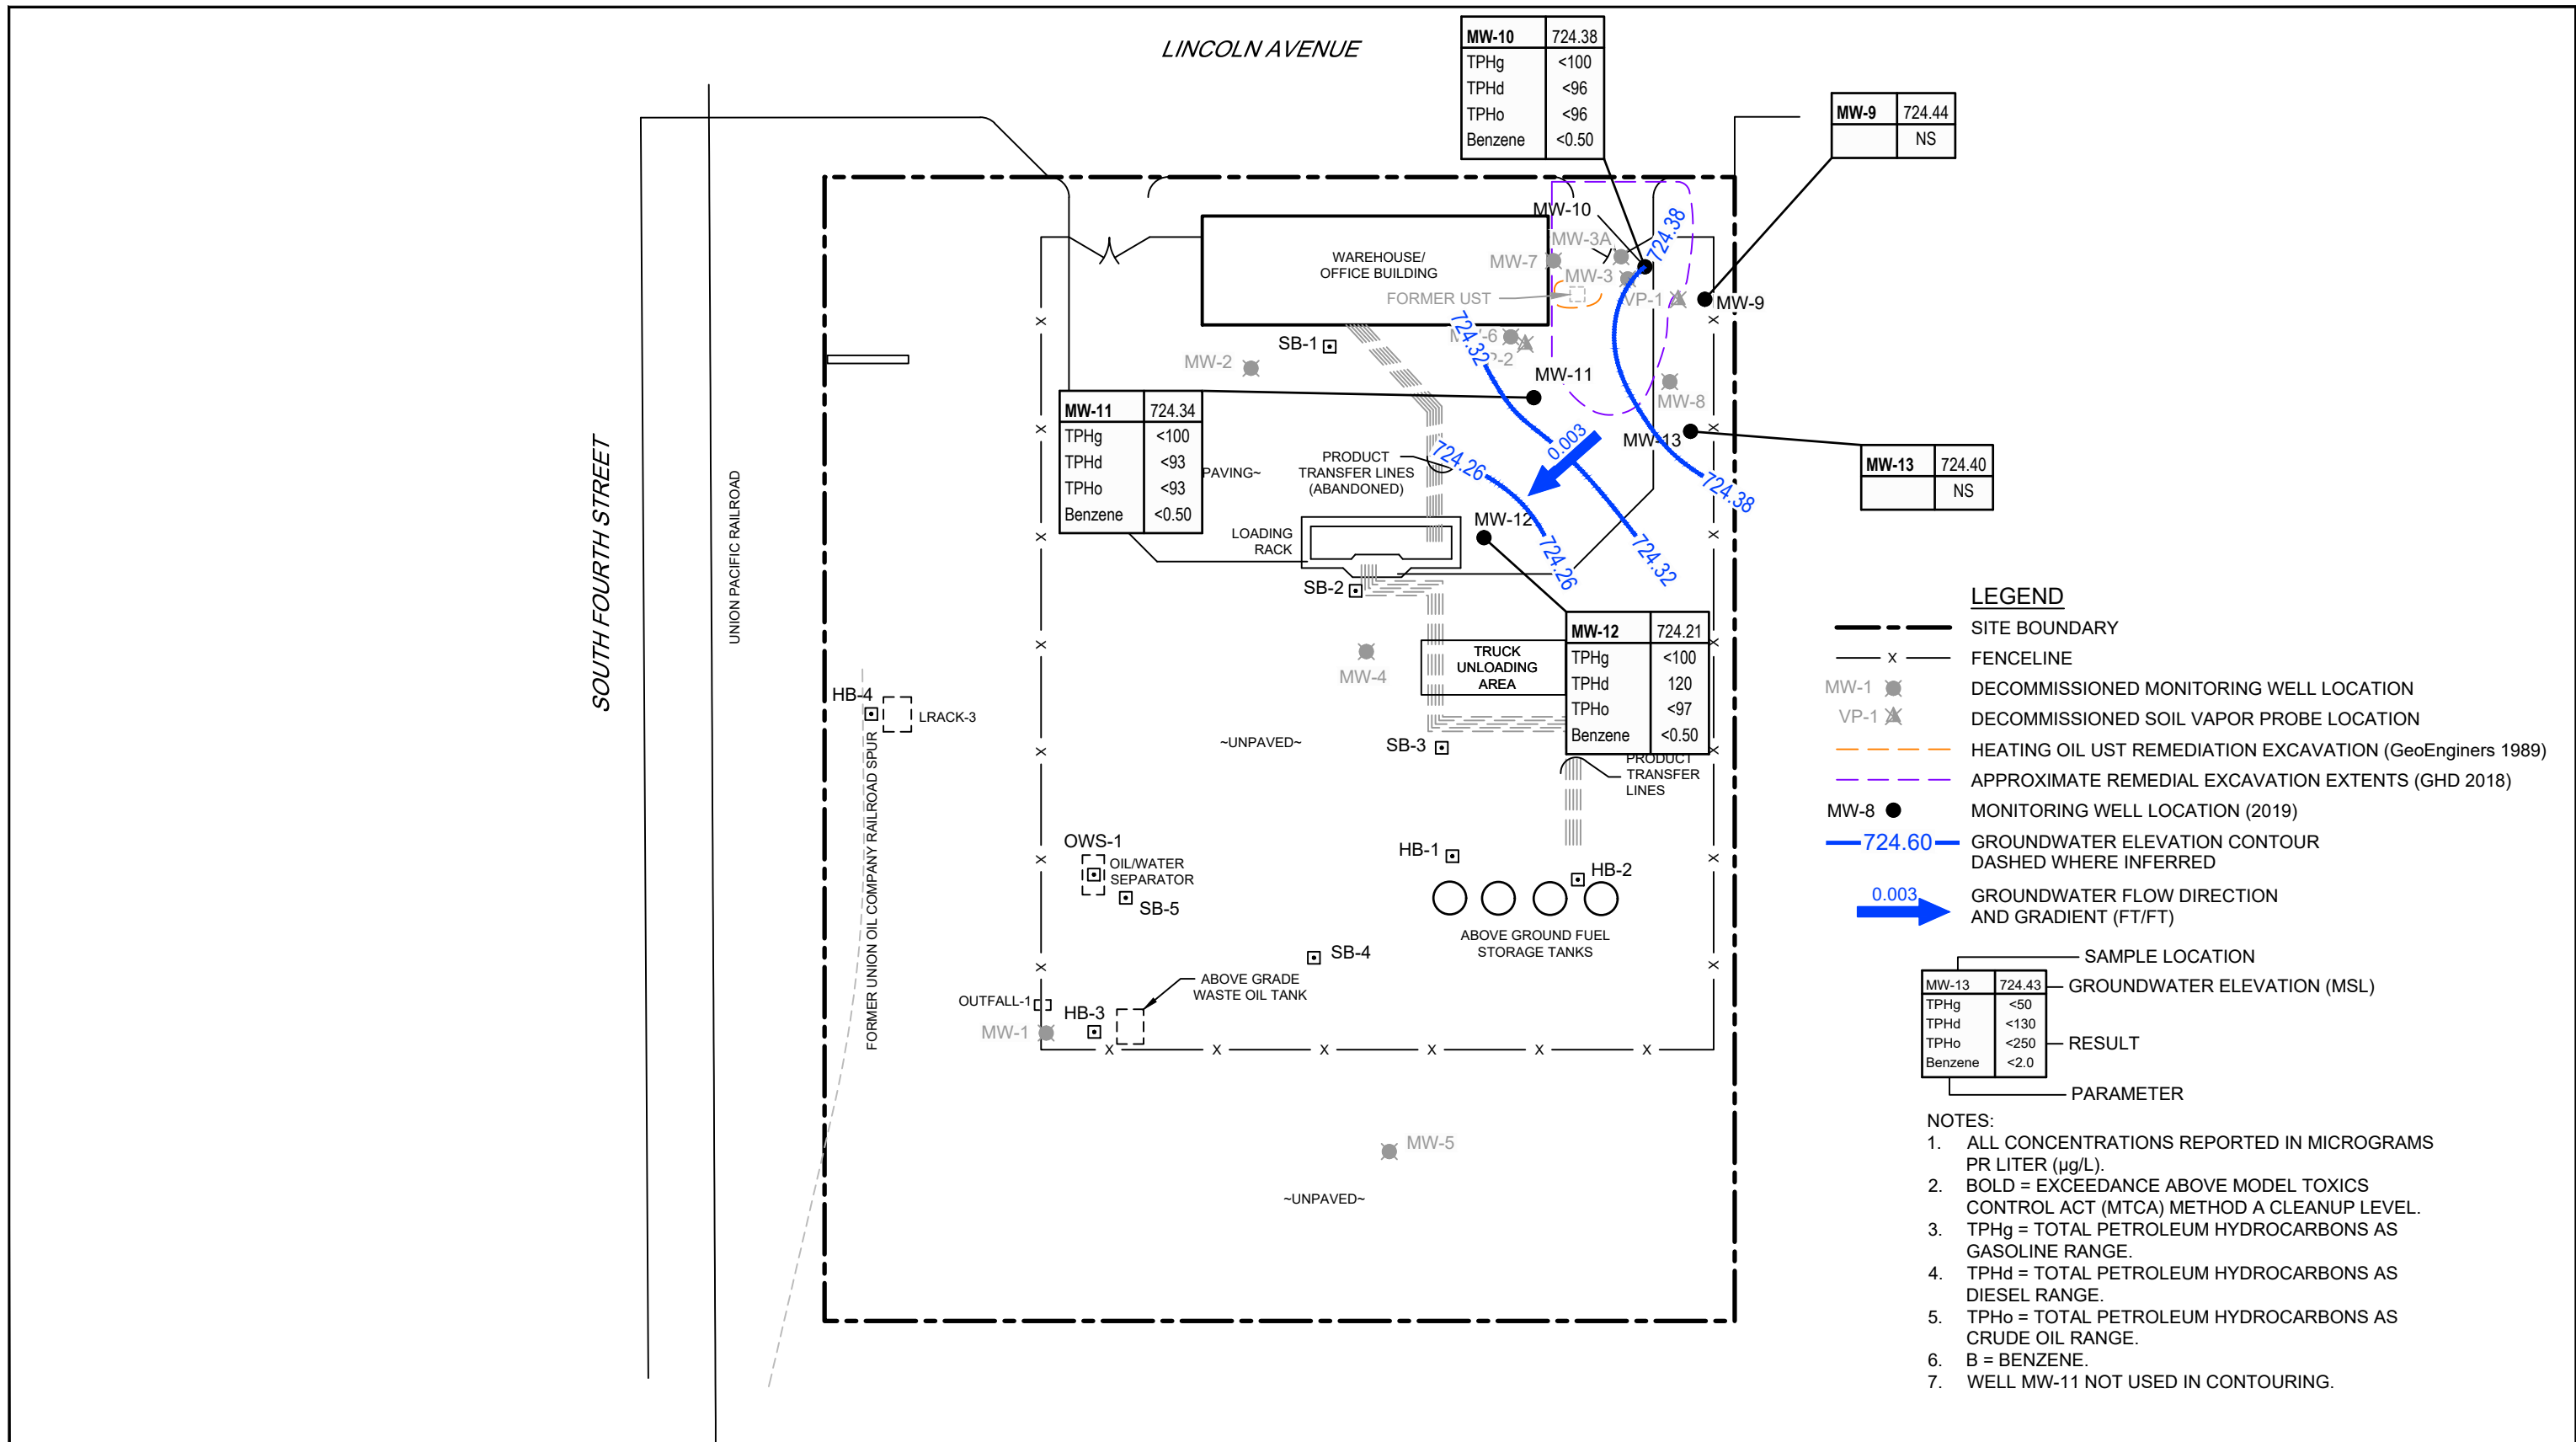 LINCOLN AVENUE
MW-10 724.38
TPHg <100
TPHd <96
TPHo <96
Benzene <0.50
MW-9 724.44
NS
MW-10
724.38
MW-3A
WAREHOUSE/
OFFICE BUILDING
MW-7
MW-3
FORMER UST
VP-1
MW-9
724.32
SB-1
MW-2
MW-11
MW-8
MW-11 724.34
TPHg <100
TPHd <93
TPHo <93
Benzene <0.50
PAVING~
PRODUCT
TRANSFER LINES
(ABANDONED)
724.26
0.003
MW-13
MW-13 724.40
NS
724.38
SOUTH FOURTH STREET
UNION PACIFIC RAILROAD
LOADING
RACK
MW-12
724.26
724.32
SB-2
MW-12 724.21
TPHg <100
TPHd 120
TPHo <97
Benzene <0.50
TRUCK
UNLOADING
AREA
MW-4
HB-4
LRACK-3
~UNPAVED~
SB-3
PRODUCT
TRANSFER
LINES
FORMER UNION OIL COMPANY RAILROAD SPUR
OWS-1
OIL/WATER
SEPARATOR
SB-5
HB-1
HB-2
ABOVE GROUND FUEL
STORAGE TANKS
SB-4
ABOVE GRADE
WASTE OIL TANK
OUTFALL-1
HB-3
MW-1
MW-5
~UNPAVED~
LEGEND
SITE BOUNDARY
X FENCELINE
MW-1 DECOMMISSIONED MONITORING WELL LOCATION
VP-1 DECOMMISSIONED SOIL VAPOR PROBE LOCATION
HEATING OIL UST REMEDIATION EXCAVATION (GeoEnginers 1989)
APPROXIMATE REMEDIAL EXCAVATION EXTENTS (GHD 2018)
MW-8 MONITORING WELL LOCATION (2019)
724.60 GROUNDWATER ELEVATION CONTOUR
DASHED WHERE INFERRED
0.003 GROUNDWATER FLOW DIRECTION
AND GRADIENT (FT/FT)
SAMPLE LOCATION
MW-13 724.43 GROUNDWATER ELEVATION (MSL)
TPHg <50
TPHd <130
TPHo <250 RESULT
Benzene <2.0
PARAMETER
NOTES:
1. ALL CONCENTRATIONS REPORTED IN MICROGRAMS
PR LITER (µg/L).
2. BOLD = EXCEEDANCE ABOVE MODEL TOXICS
CONTROL ACT (MTCA) METHOD A CLEANUP LEVEL.
3. TPHg = TOTAL PETROLEUM HYDROCARBONS AS
GASOLINE RANGE.
4. TPHd = TOTAL PETROLEUM HYDROCARBONS AS
DIESEL RANGE.
5. TPHo = TOTAL PETROLEUM HYDROCARBONS AS
CRUDE OIL RANGE.
6. B = BENZENE.
7. WELL MW-11 NOT USED IN CONTOURING.